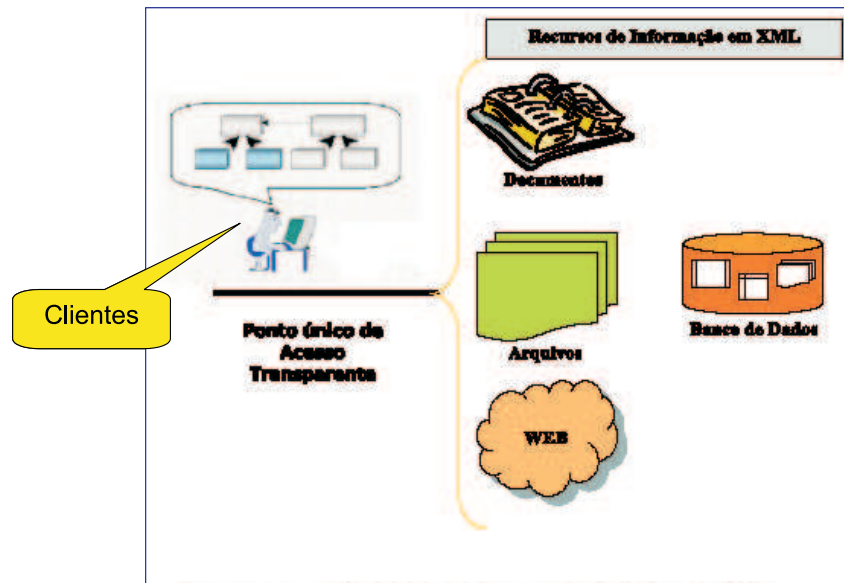 Recursos de Informação em XML
Documentos
Clientes
Ponto único de
Acesso
Transparente
Arquivos
Banco de Dados
WEB